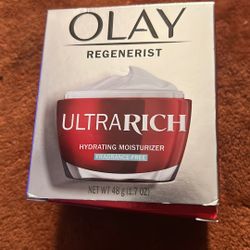 OLAY
REGENERIST
ULTRARICH
HYDRATING MOISTURIZER
FRAGRANCE-FREE
NET WT 48 g (1.7 OZ)